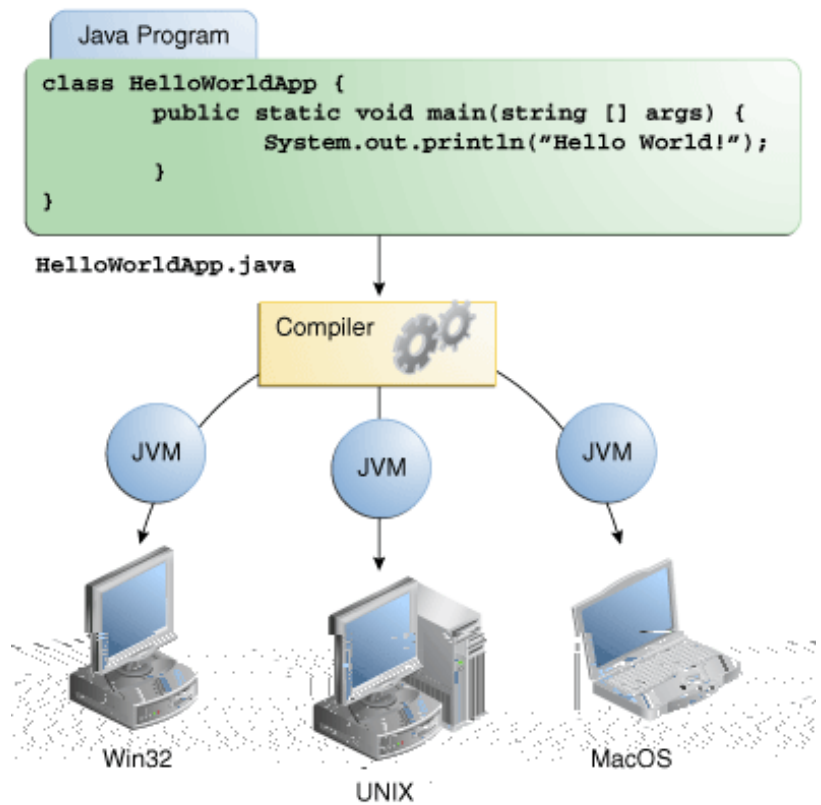 Java Program
class HelloWorldApp {
public static void main(string [] args) {
System.out.println(”Hello World!”);
}
}
HelloWorldApp.java
Compiler
JVM
JVM
JVM
Win32
UNIX
MacOS